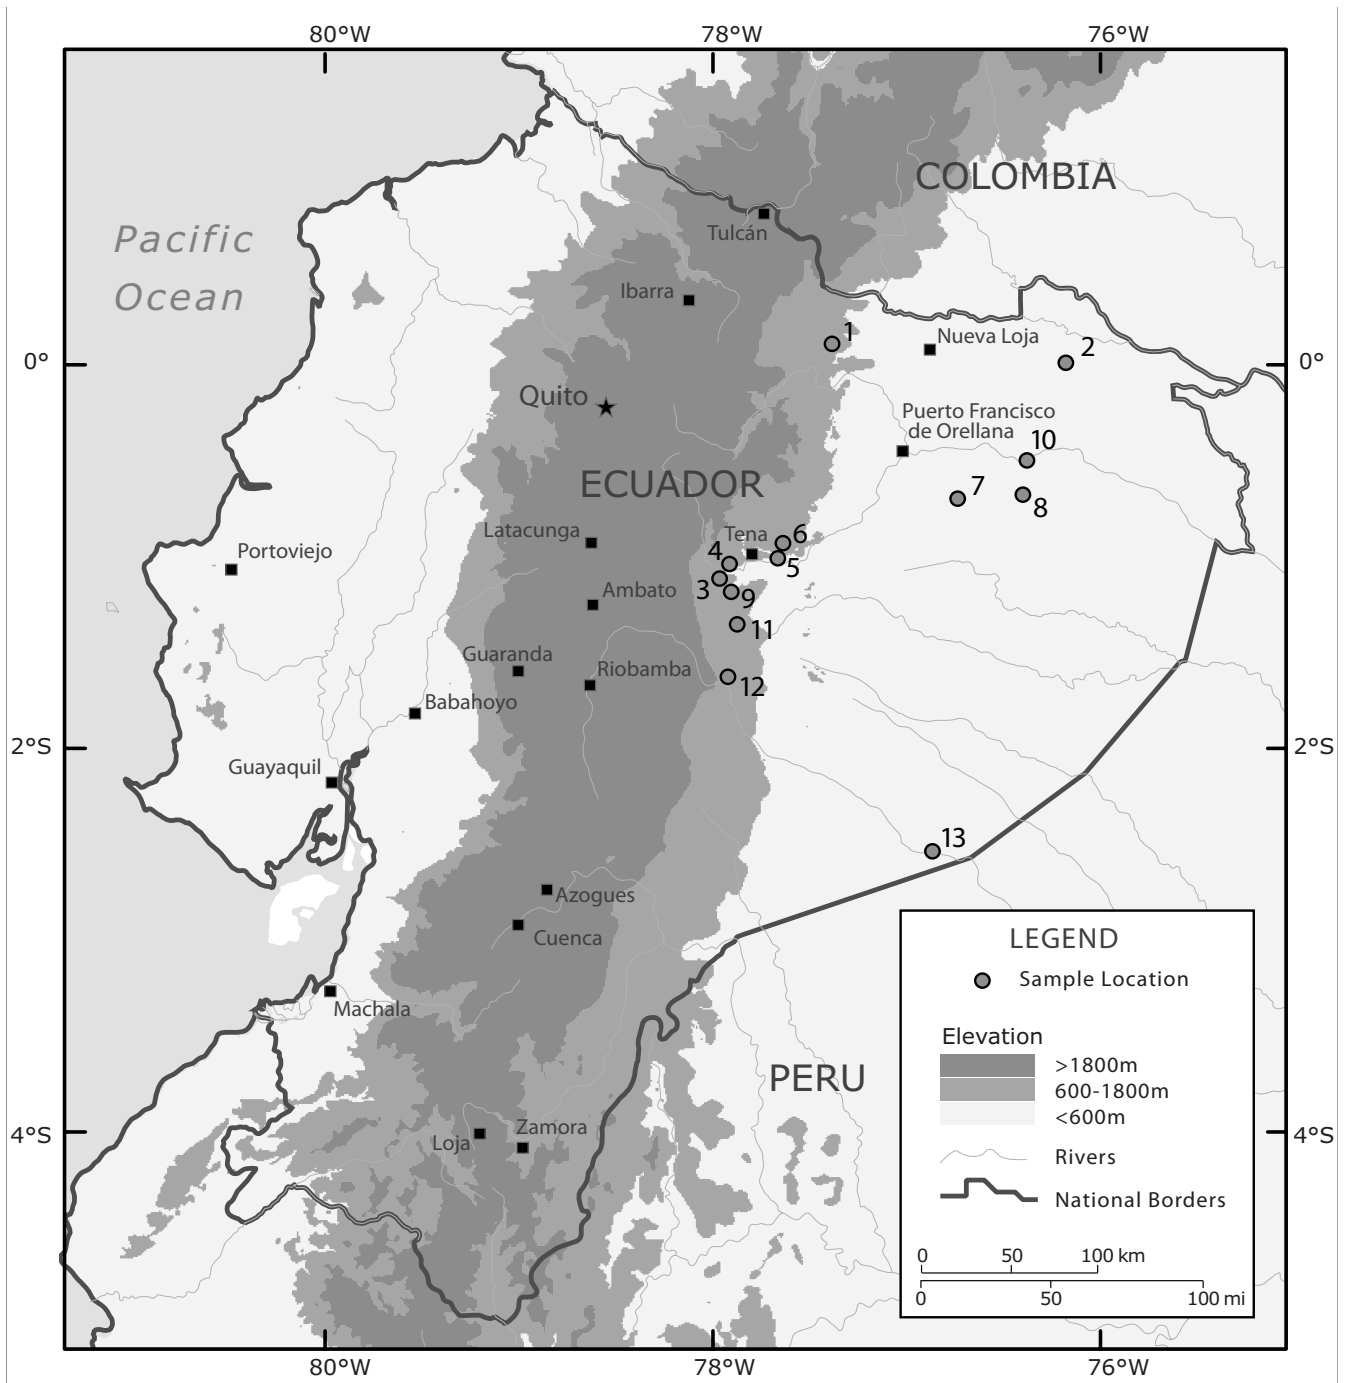 80°W 78°W 76°W
COLOMBIA
Pacific
Ocean
Tulcán
Ibarra
1
Nueva Loja
2
0° 0°
Quito
Puerto Francisco
de Orellana
10
ECUADOR
7
8
Latacunga
Tena
6
4
5
Portoviejo
3
Ambato
9
11
Guaranda
Riobamba
12
Babahoyo
2°S 2°S
Guayaquil
13
Azogues
Cuenca
Machala
PERU
Loja
Zamora
4°S 4°S
LEGEND
Sample Location
Elevation
>1800m
600-1800m
<600m
Rivers
National Borders
0 50 100 km
0 50 100 mi
80°W 78°W 76°W